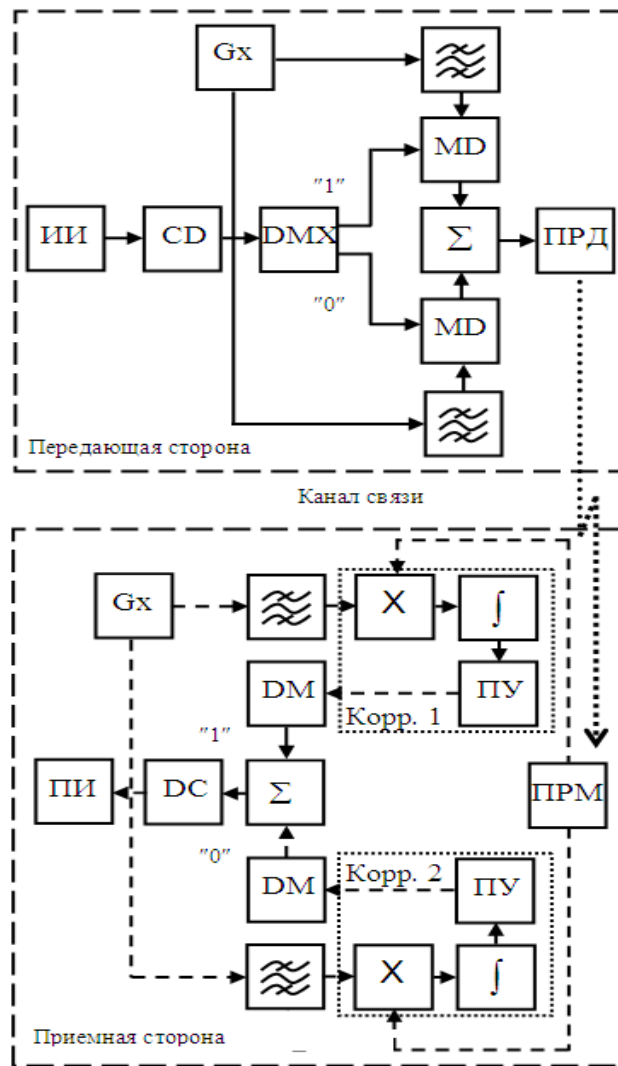 Gx
MD
"1"
ИИ
CD
DMX
Σ
ПРД
"0"
MD
Передающая сторона
Канал связи
Gx
X
∫
DM
ПУ
"1"
Корр. 1
ПИ
DC
Σ
ПРМ
"0"
Корр. 2
DM
ПУ
X
∫
Приемная сторона